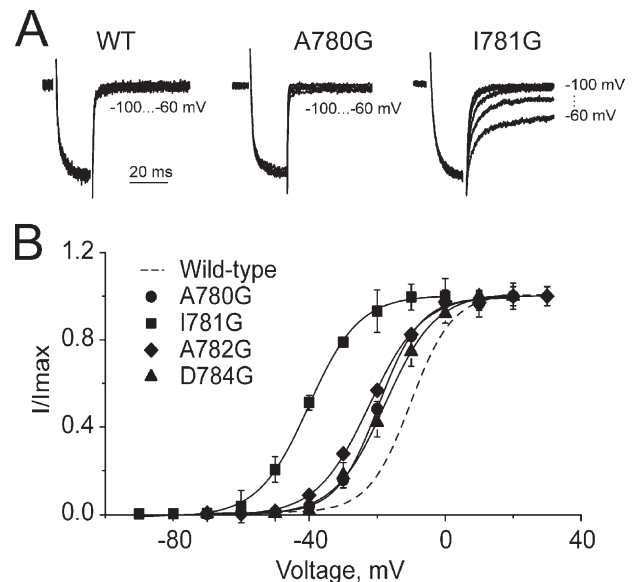 A
WT
A780G
I781G
-100...-60 mV
-100...-60 mV
-100 mV
-60 mV
20 ms
B
1.2
0.8
0.4
0.0
I/Imax
Wild-type
A780G
I781G
A782G
D784G
-80
-40
0
40
Voltage, mV